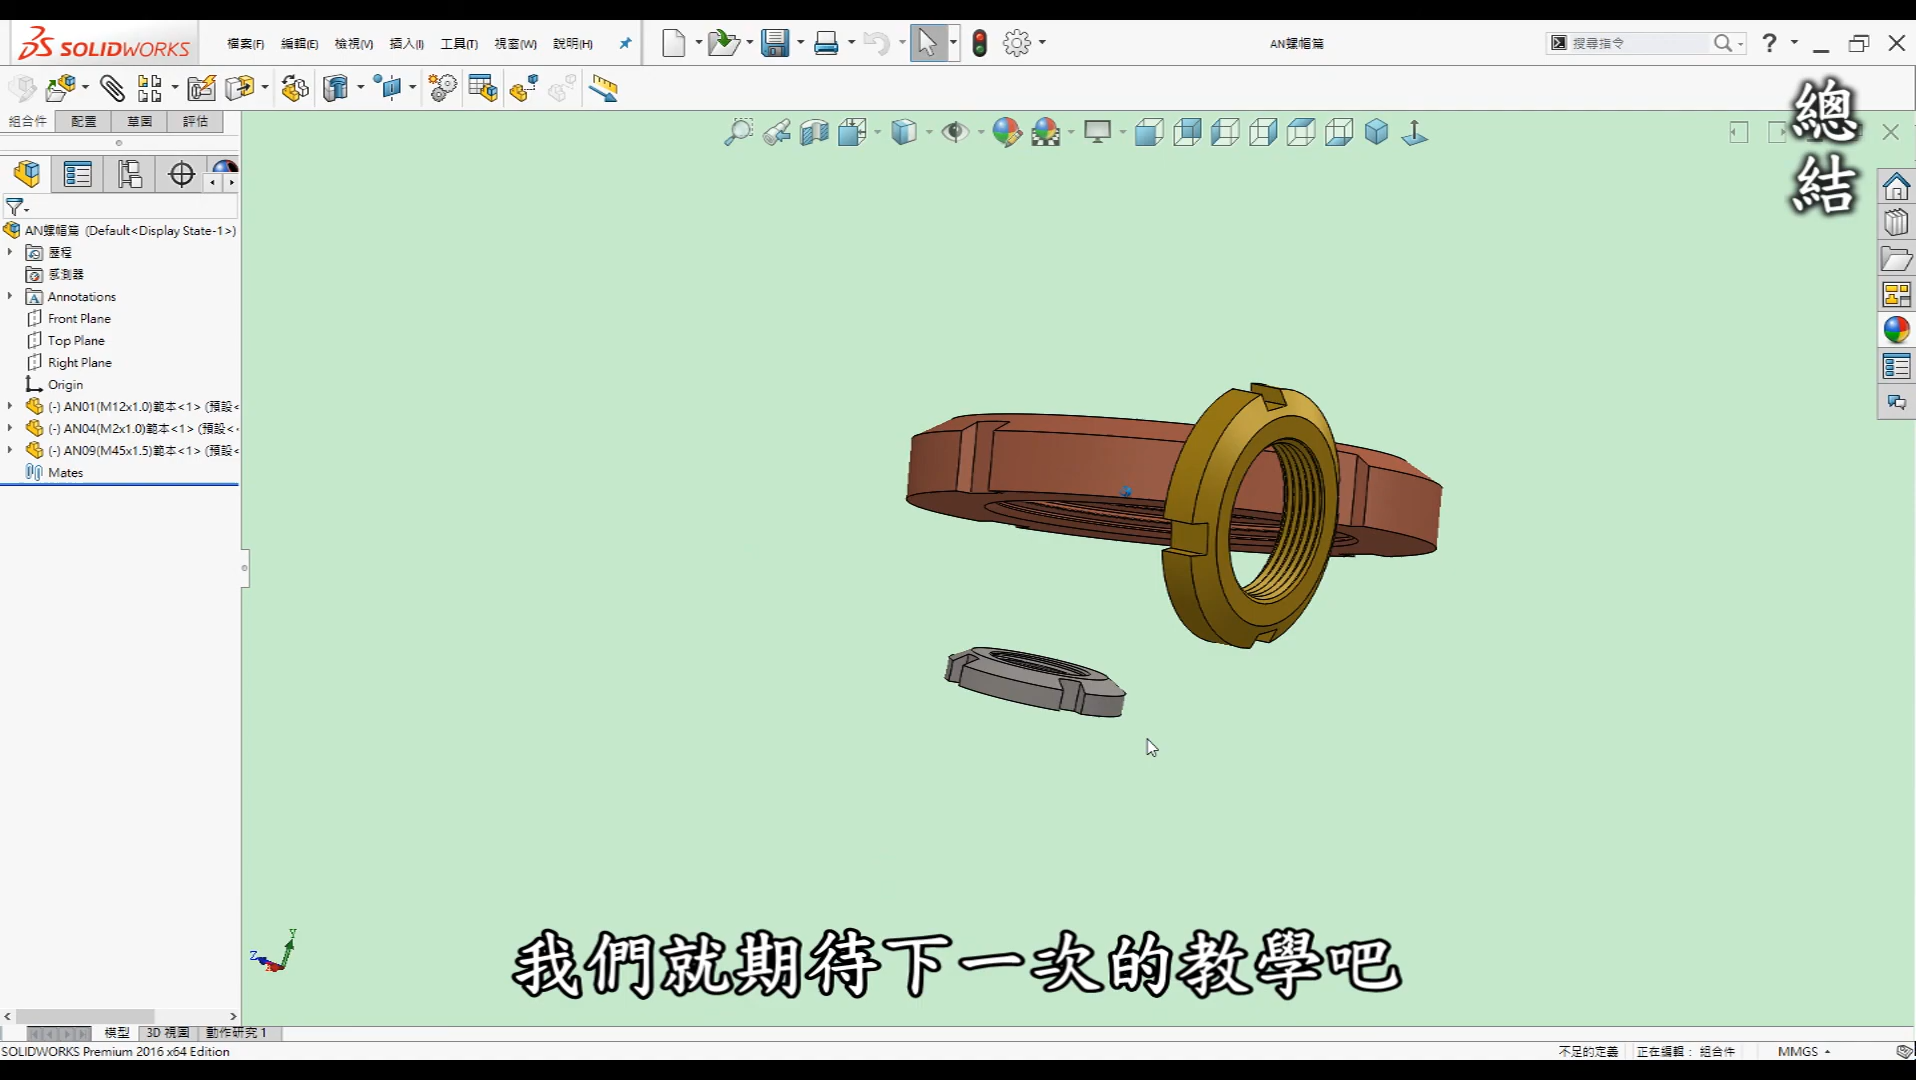 SOLIDWORKS
檔案(F)
編輯(E)
檢視(V)
插入(I)
工具(T)
視窗(W)
說明(H)
AN螺帽篇
搜尋指令
?
總結
組合件
配置
草圖
評估
AN螺帽篇 (Default<Display State-1>)
歷程
感測器
Annotations
Front Plane
Top Plane
Right Plane
Origin
(-) AN01(M12x1.0)範本<1> (預設<
(-) AN04(M2x1.0)範本<1> (預設<
(-) AN09(M45x1.5)範本<1> (預設<
Mates
Y
Z
我們就期待下一次的教學吧
模型
3D 視圖
動作研究 1
SOLIDWORKS Premium 2016 x64 Edition
不足的定義
正在編輯： 組合件
MMGS